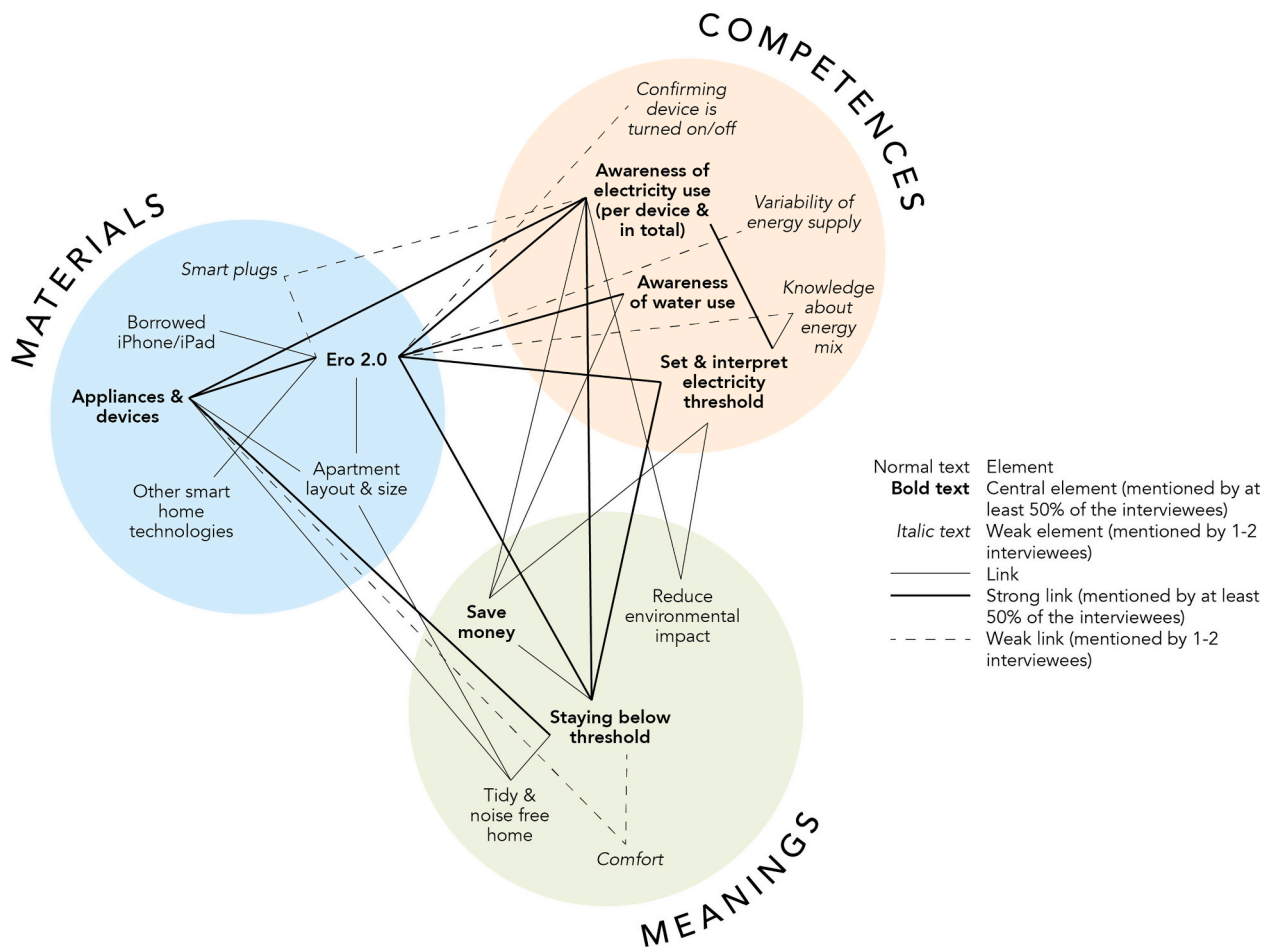 COMPETENCES
Confirming
device is
turned on/off
Awareness of
electricity use
(per device &
in total)
Variability of
energy supply
Awareness
of water use
Knowledge
about
energy
mix
Set & interpret
electricity
threshold
MATERIALS
Smart plugs
Borrowed
iPhone/iPad
Ero 2.0
Appliances &
devices
Apartment
layout & size
Other smart
home
technologies
Save
money
Reduce
environmental
impact
Staying below
threshold
Tidy &
noise free
home
Comfort
MEANINGS
Normal text Element
Bold text Central element (mentioned by at
least 50% of the interviewees)
Italic text Weak element (mentioned by 1-2
interviewees)
Link
Strong link (mentioned by at least
50% of the interviewees)
Weak link (mentioned by 1-2
interviewees)